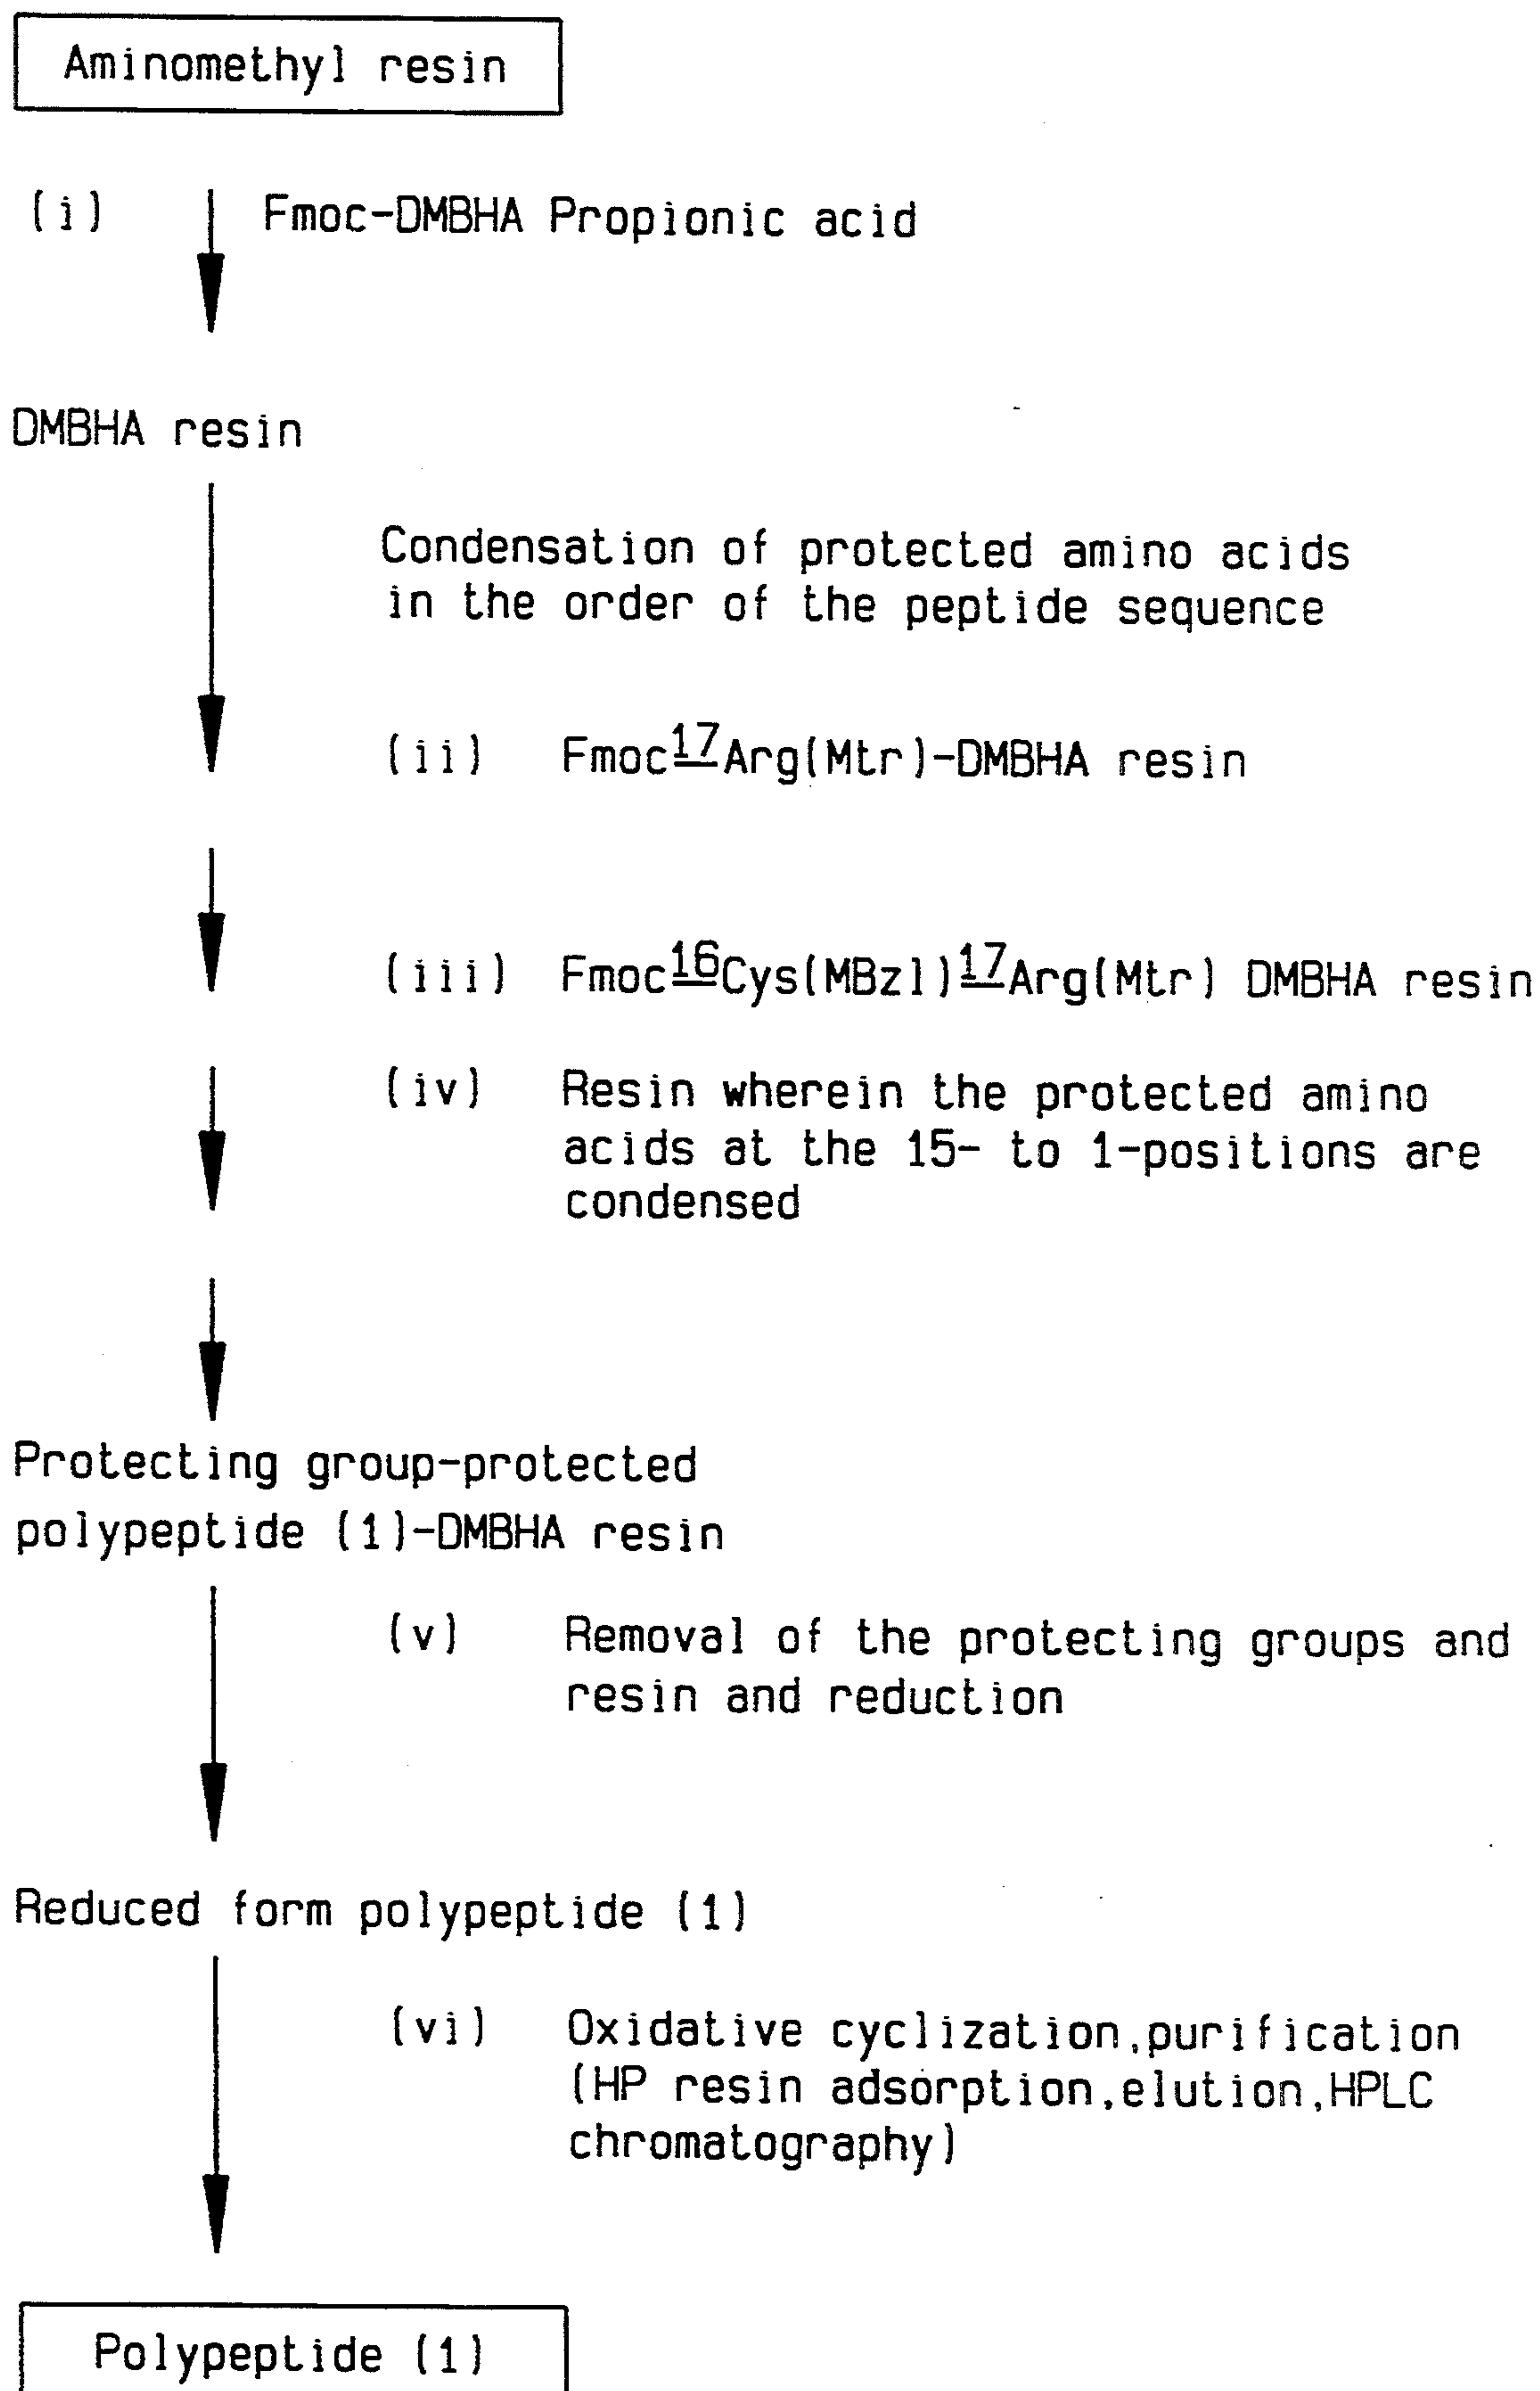 Aminomethyl resin
(i) Fmoc-DMBHA Propionic acid
DMBHA resin
Condensation of protected amino acids
in the order of the peptide sequence
(ii) Fmoc17Arg(Mtr)-DMBHA resin
(iii) Fmoc16Cys(MBzl)17Arg(Mtr) DMBHA resin
(iv) Resin wherein the protected amino
acids at the 15- to 1-positions are
condensed
Protecting group-protected
polypeptide (1)-DMBHA resin
(v) Removal of the protecting groups and
resin and reduction
Reduced form polypeptide (1)
(vi) Oxidative cyclization,purification
(HP resin adsorption,elution,HPLC
chromatography)
Polypeptide (1)